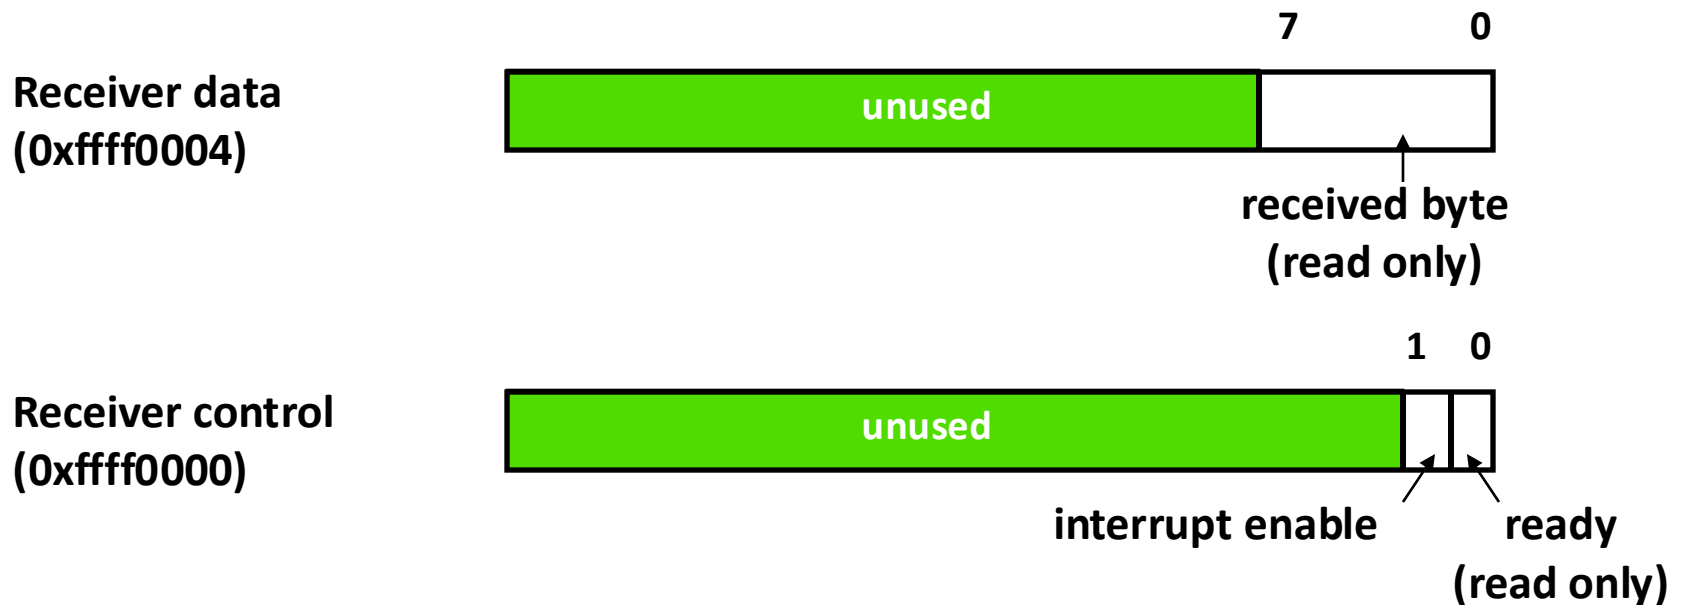 7 0
Receiver data
(0xffff0004)
unused
received byte
(read only)
1 0
Receiver control
(0xffff0000)
unused
interrupt enable
ready
(read only)